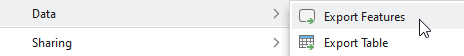 Data
Export Features
Sharing
Export Table